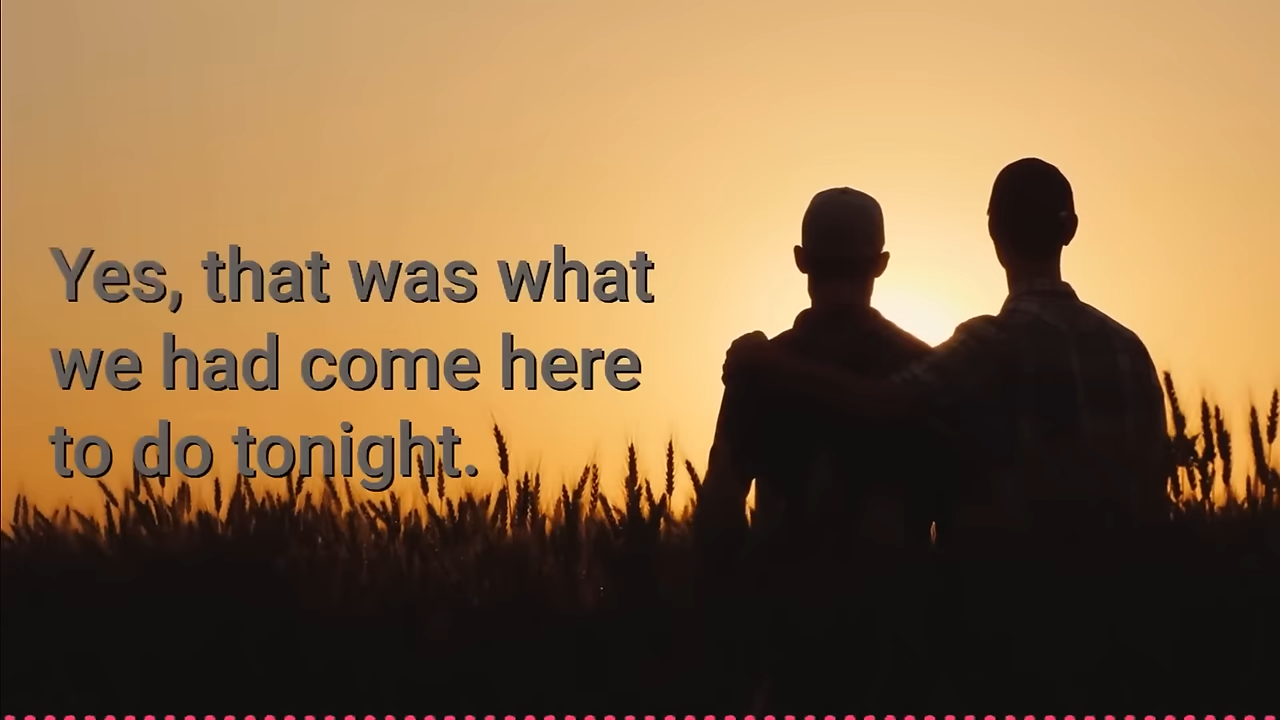 Yes, that was what
we had come here
to do tonight.